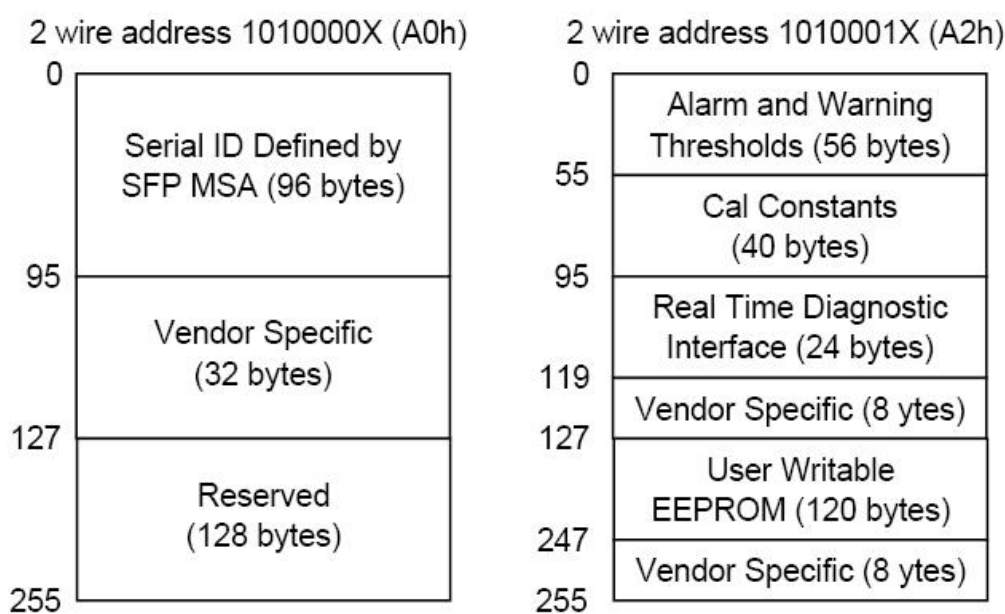 2 wire address 1010000X (A0h)
0
Serial ID Defined by
SFP MSA (96 bytes)
95
Vendor Specific
(32 bytes)
127
Reserved
(128 bytes)
255
2 wire address 1010001X (A2h)
0
Alarm and Warning
Thresholds (56 bytes)
55
Cal Constants
(40 bytes)
95
Real Time Diagnostic
Interface (24 bytes)
119
Vendor Specific (8 ytes)
127
User Writable
EEPROM (120 bytes)
247
Vendor Specific (8 ytes)
255